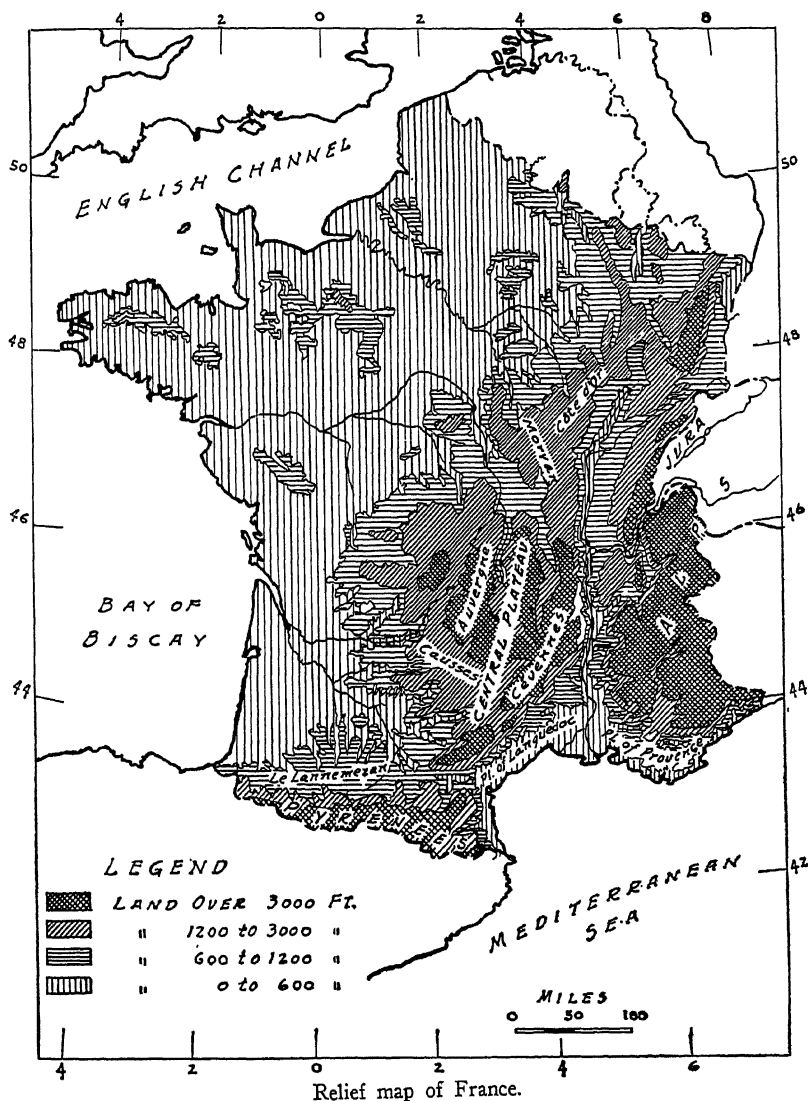 4 2 0 2 4 6 8
50 50
ENGLISH CHANNEL
48 48
Morvan
Côte d'Or
JURA
46 46
BAY OF
BISCAY
Auvergne
CENTRAL PLATEAU
Causses
Cevennes
A L P S
44 44
Pl. of Languedoc
Pl. of Provence
Le Lannemezan
PYRENEES
42
MEDITERRANEAN
SEA
LEGEND
LAND OVER 3000 FT.
" 1200 to 3000 "
" 600 to 1200 "
" 0 to 600 "
MILES
0 50 100
4 2 0 2 4 6
Relief map of France.